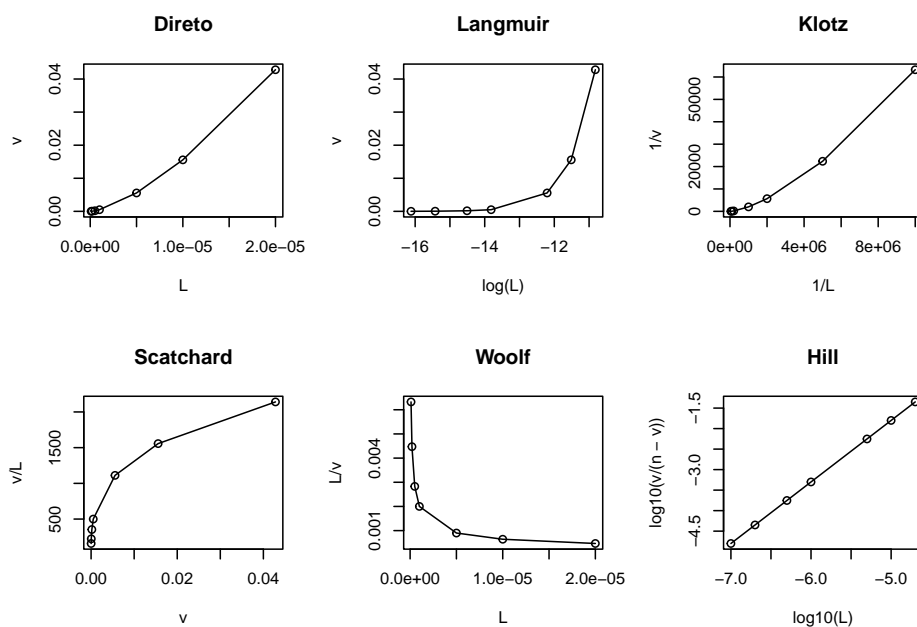 Direto
v
0.00 0.02 0.04
0.0e+00 1.0e−05 2.0e−05
L
Langmuir
v
0.00 0.02 0.04
−16 −14 −12
log(L)
Klotz
1/v
0 20000 50000
0e+00 4e+06 8e+06
1/L
Scatchard
v/L
500 1500
0.00 0.02 0.04
v
Woolf
L/v
0.001 0.004
0.0e+00 1.0e−05 2.0e−05
L
Hill
log10(v/(n − v))
−4.5 −3.0 −1.5
−7.0 −6.0 −5.0
log10(L)